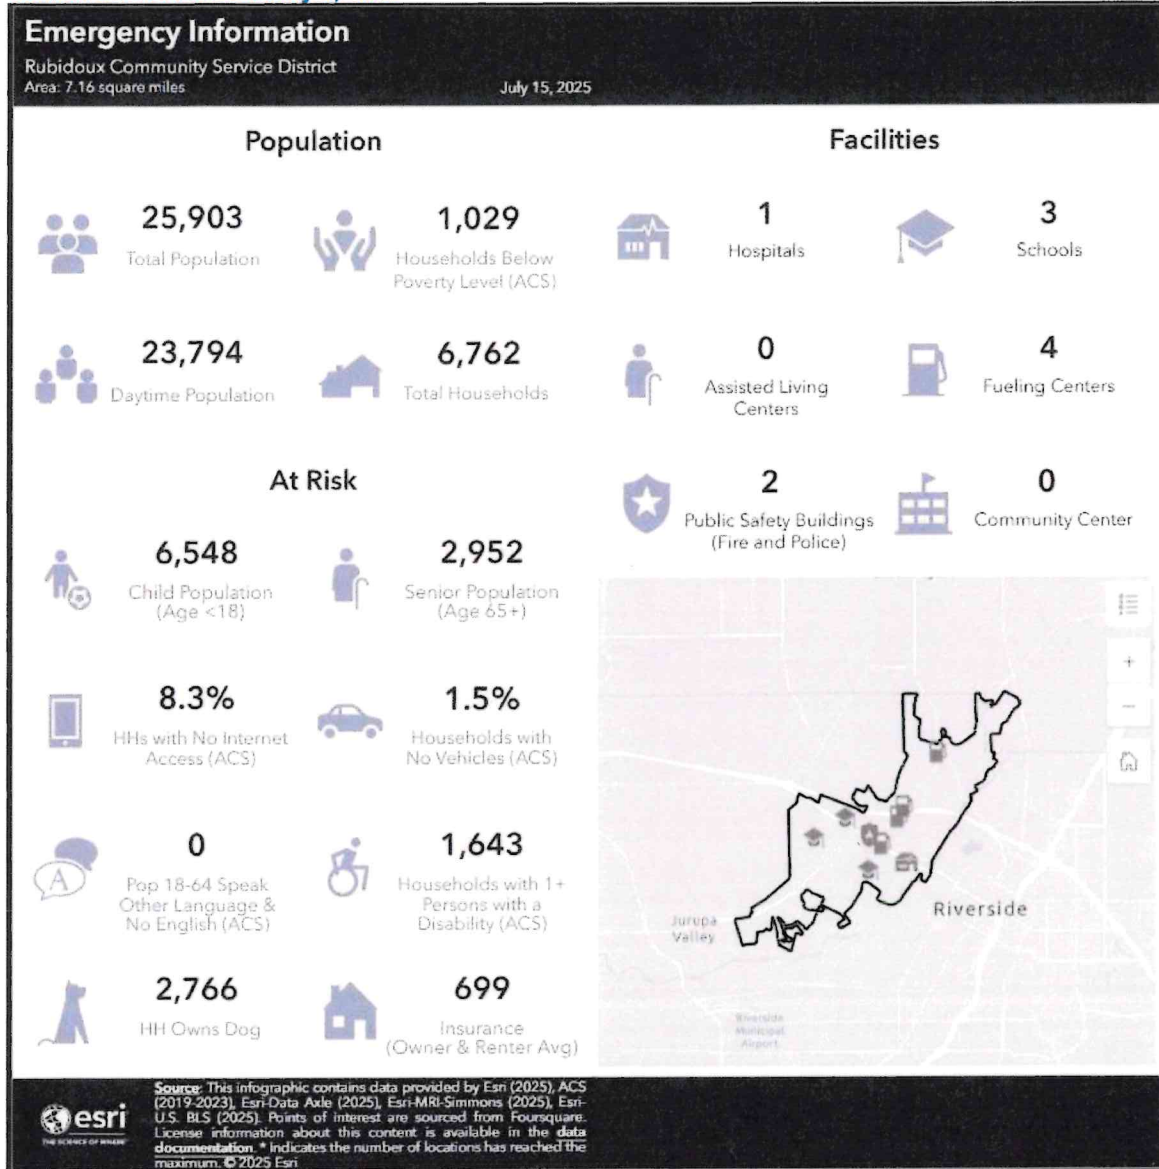 Emergency Information
Rubidoux Community Service District
Area: 7.16 square miles
July 15, 2025
Population
25,903
Total Population
1,029
Households Below
Poverty Level (ACS)
23,794
Daytime Population
6,762
Total Households
At Risk
6,548
Child Population
(Age <18)
2,952
Senior Population
(Age 65+)
8.3%
HHs with No Internet
Access (ACS)
1.5%
Households with
No Vehicles (ACS)
A
0
Pop 18-64 Speak
Other Language &
No English (ACS)
1,643
Households with 1+
Persons with a
Disability (ACS)
2,766
HH Owns Dog
699
Insurance
(Owner & Renter Avg)
Facilities
1
Hospitals
3
Schools
0
Assisted Living
Centers
4
Fueling Centers
2
Public Safety Buildings
(Fire and Police)
0
Community Center
+
−
Riverside
Jurupa
Valley
Riverside
Municipal
Airport
esri
THE SCIENCE OF WHERE
Source: This infographic contains data provided by Esri (2025), ACS
(2019-2023), Esri-Data Axle (2025), Esri-MRI-Simmons (2025), Esri-
U.S. BLS (2025). Points of interest are sourced from Foursquare.
License information about this content is available in the data
documentation. * Indicates the number of locations has reached the
maximum. © 2025 Esri